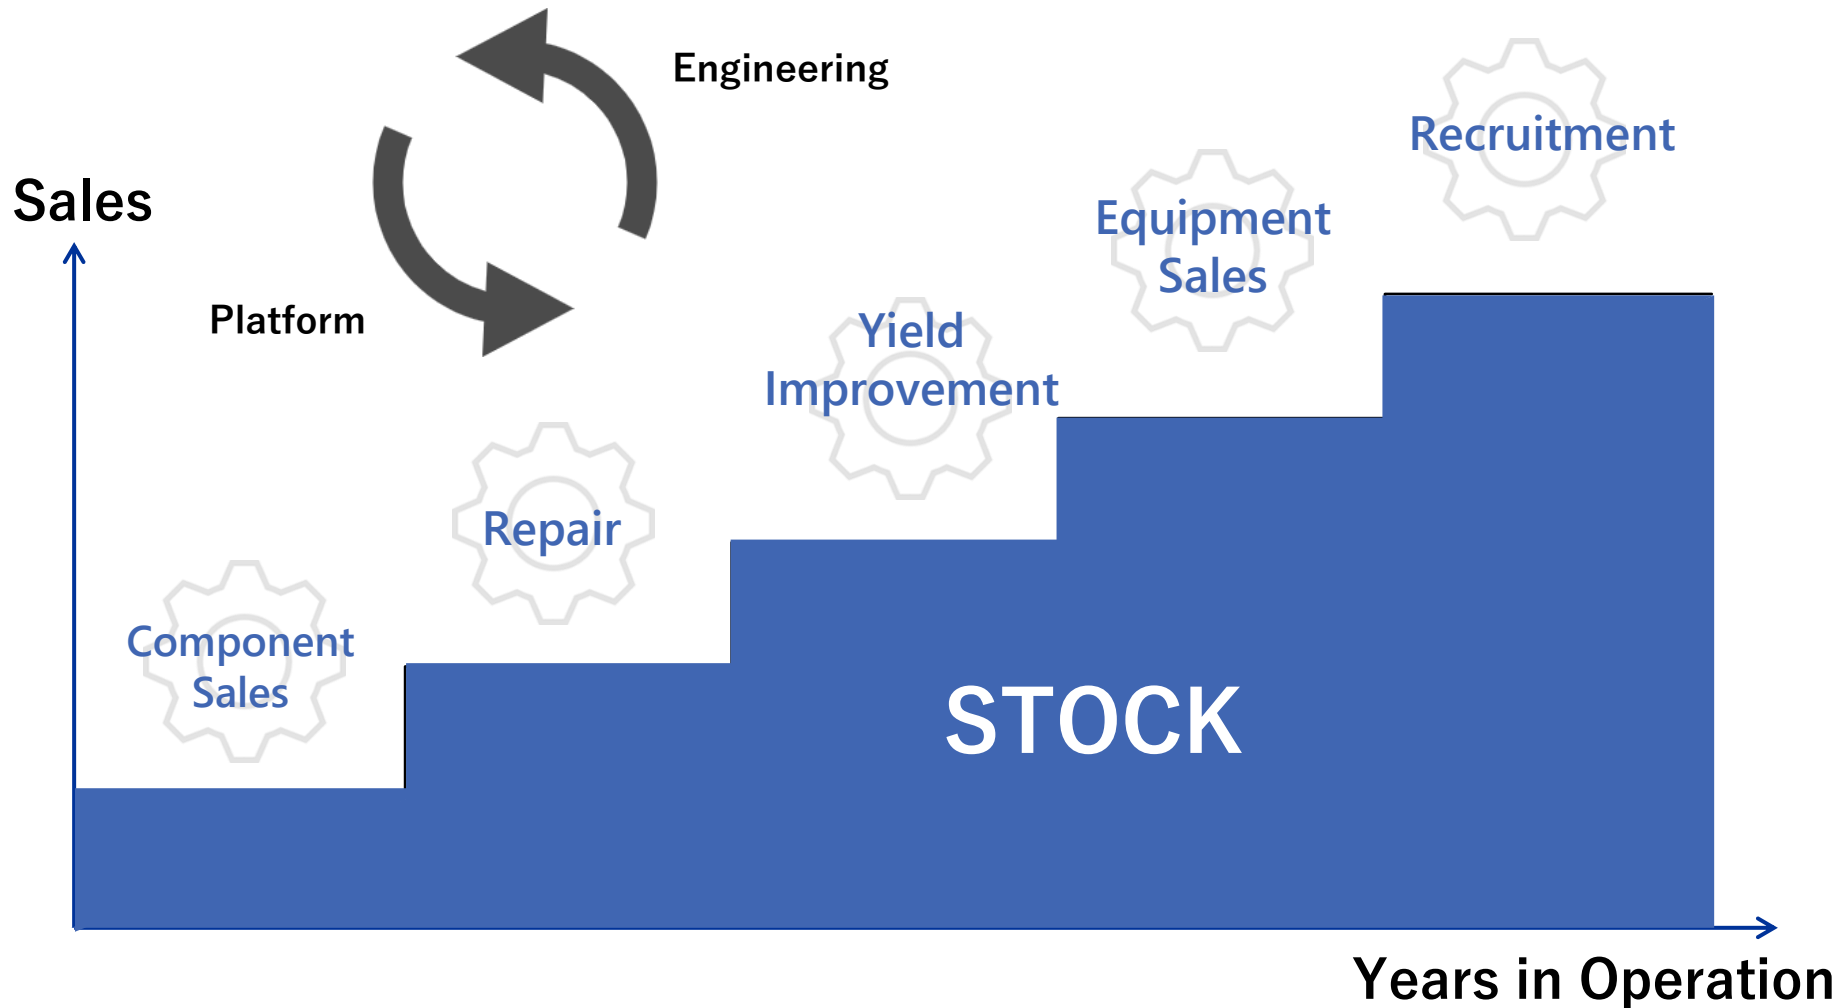 Engineering
Recruitment
Sales
Equipment
Sales
Platform
Yield
Improvement
Repair
Component
Sales
STOCK
Years in Operation